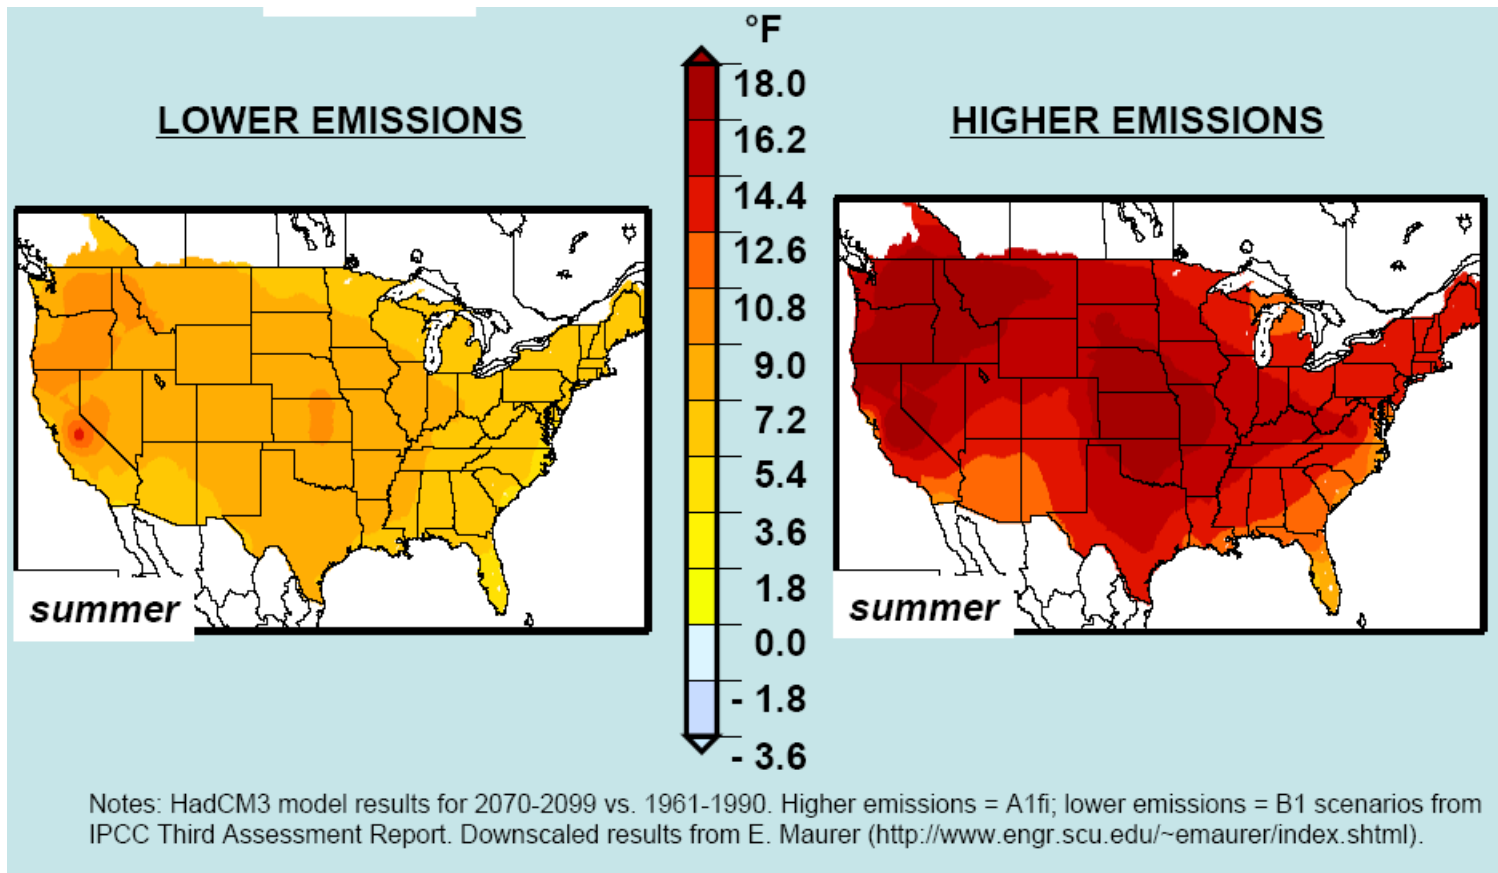 °F
LOWER EMISSIONS
HIGHER EMISSIONS
18.0
16.2
14.4
12.6
10.8
9.0
7.2
5.4
3.6
1.8
0.0
- 1.8
- 3.6
summer
summer
Notes: HadCM3 model results for 2070-2099 vs. 1961-1990. Higher emissions = A1fi; lower emissions = B1 scenarios from
IPCC Third Assessment Report. Downscaled results from E. Maurer (http://www.engr.scu.edu/~emaurer/index.shtml).